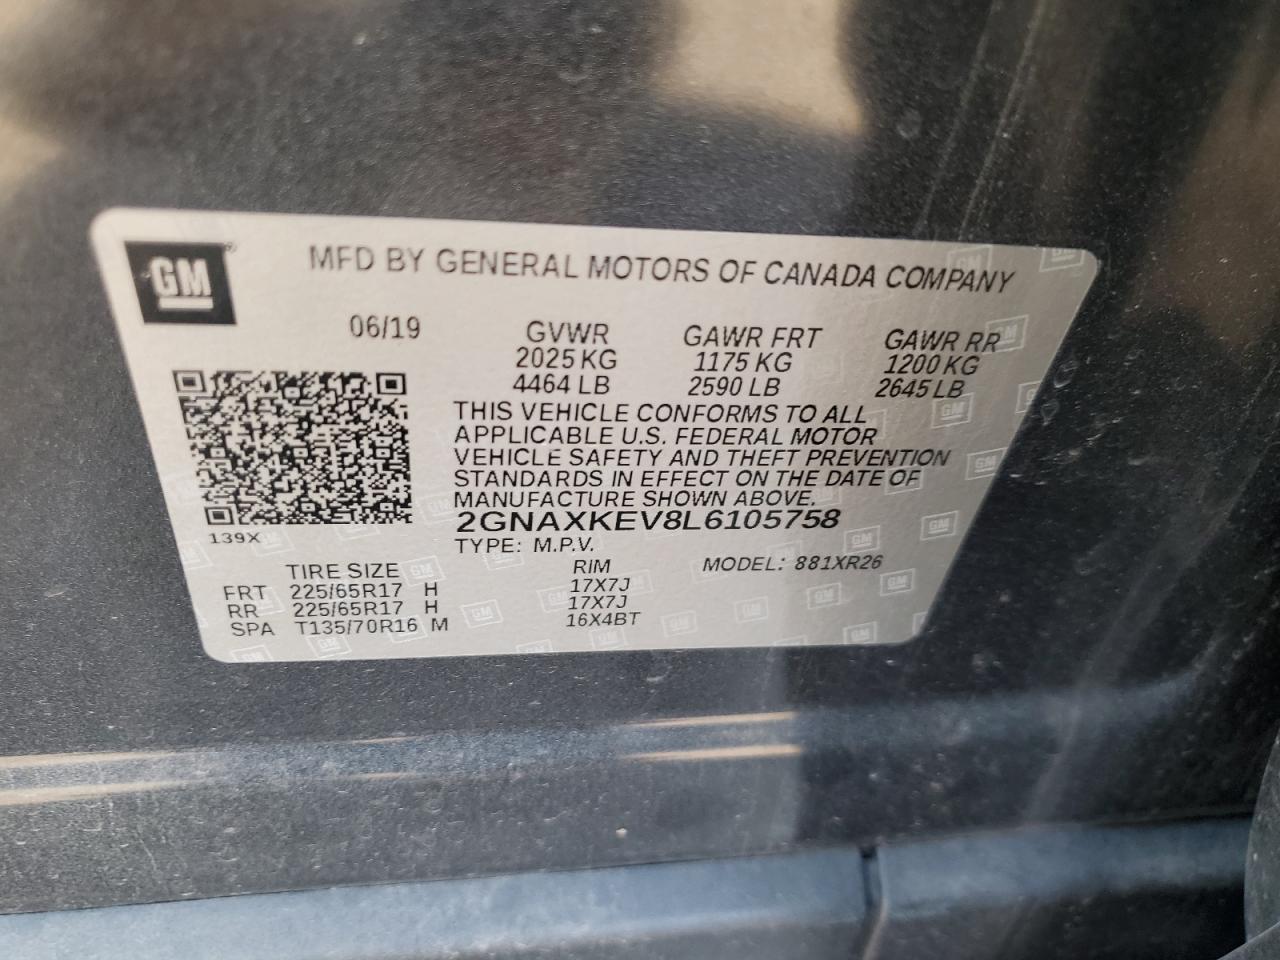 GM ®
MFD BY GENERAL MOTORS OF CANADA COMPANY
06/19 GVWR GAWR FRT GAWR RR
2025 KG 1175 KG 1200 KG
4464 LB 2590 LB 2645 LB
THIS VEHICLE CONFORMS TO ALL
APPLICABLE U.S. FEDERAL MOTOR
VEHICLE SAFETY AND THEFT PREVENTION
STANDARDS IN EFFECT ON THE DATE OF
MANUFACTURE SHOWN ABOVE.
2GNAXKEV8L6105758
139X
TYPE: M.P.V.
TIRE SIZE RIM MODEL: 881XR26
FRT 225/65R17 H 17X7J
RR 225/65R17 H 17X7J
SPA T135/70R16 M 16X4BT